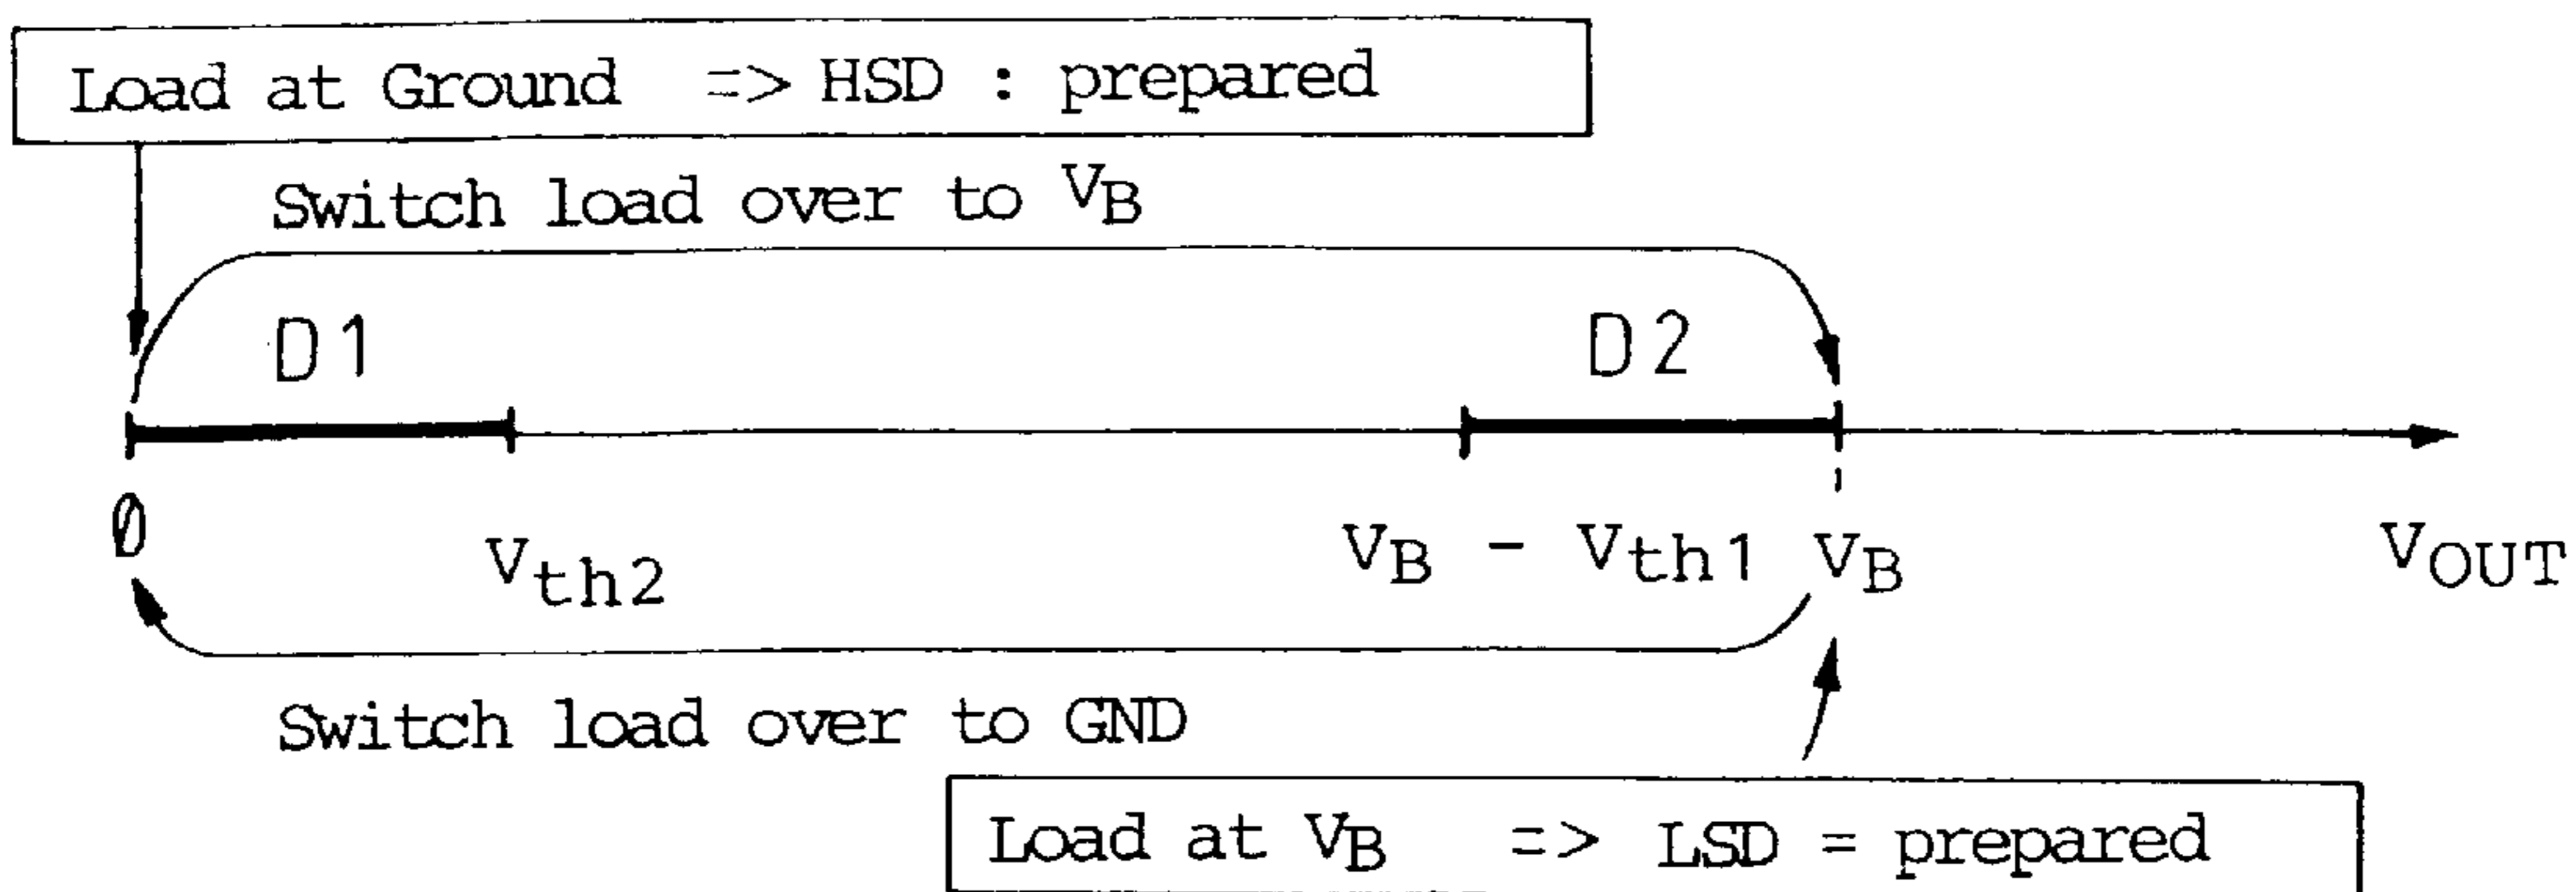 Load at Ground => HSD : prepared
Switch load over to VB
D1 D2
0 Vth2 VB - Vth1 VB VOUT
Switch load over to GND
Load at VB => LSD = prepared